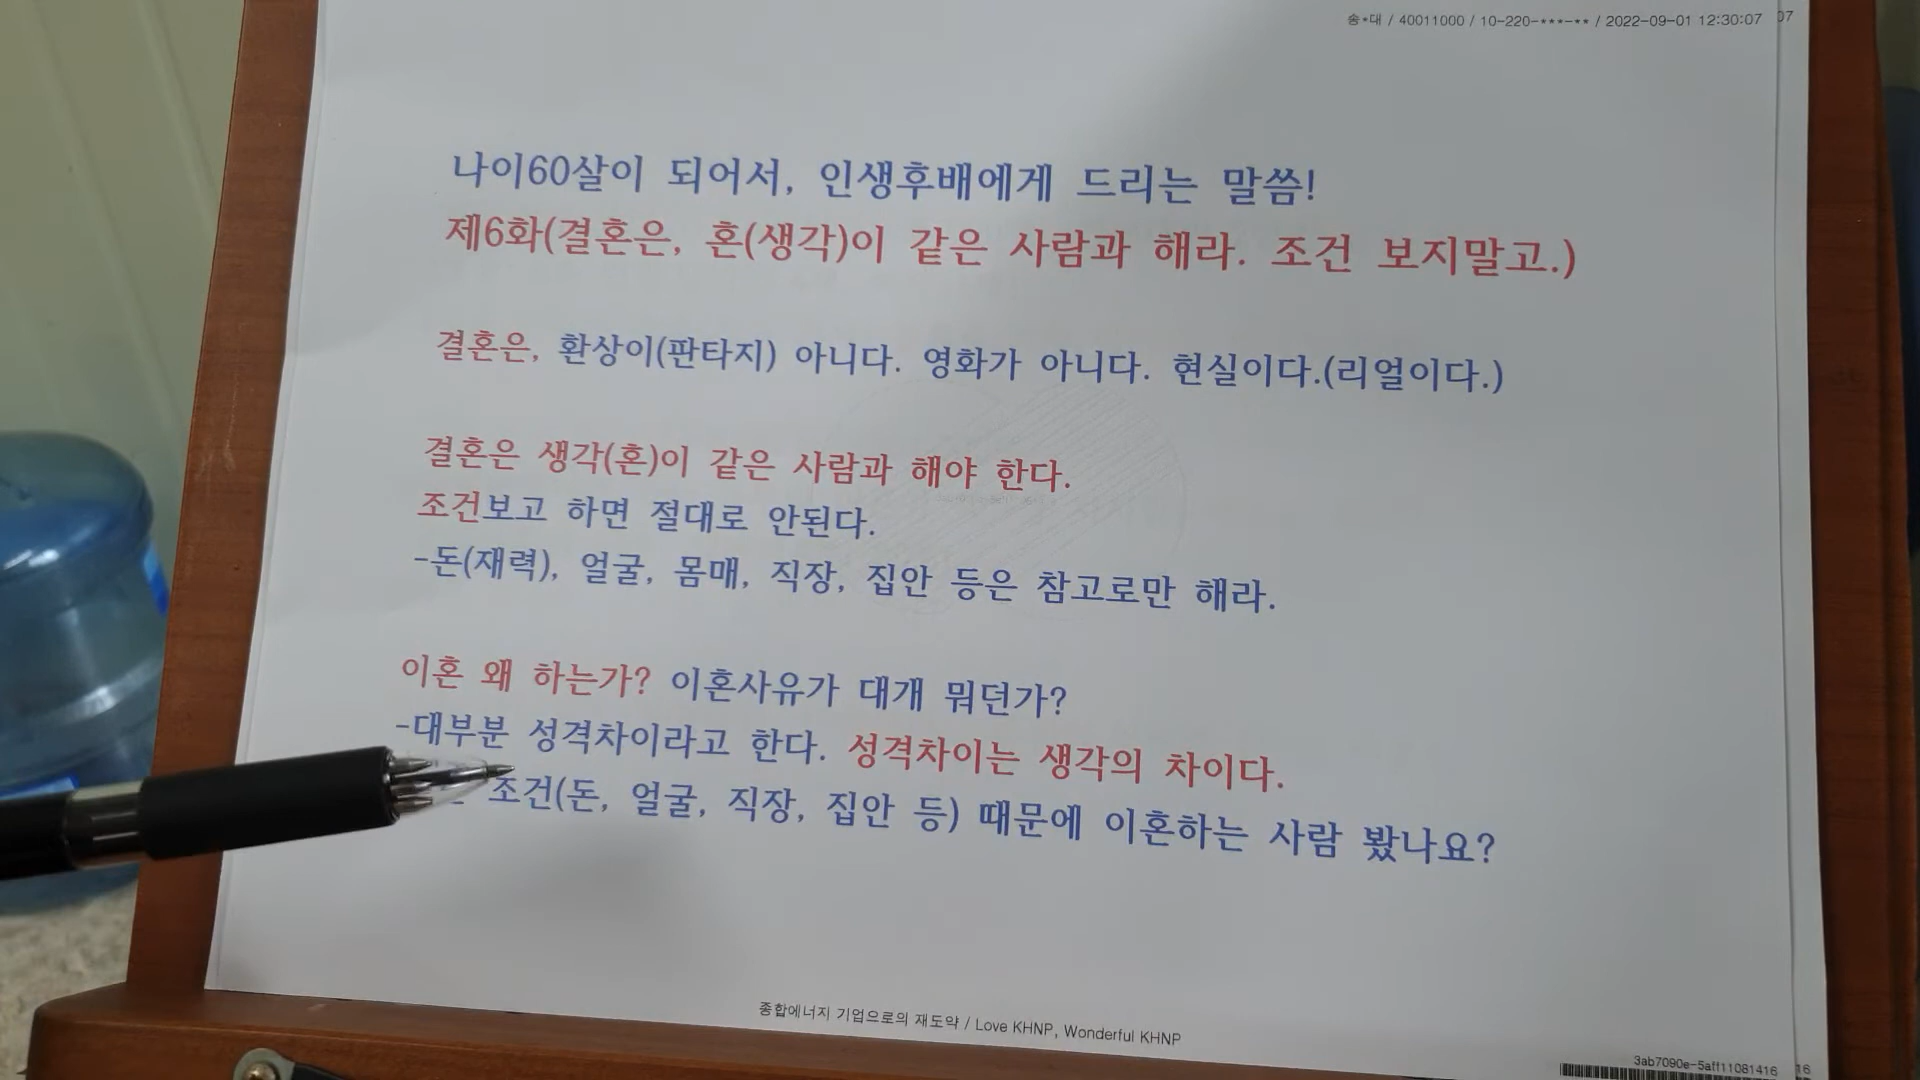 송*대 / 40011000 / 10-220-***-** / 2022-09-01 12:30:07
07
나이60살이 되어서, 인생후배에게 드리는 말씀!
제6화(결혼은, 혼(생각)이 같은 사람과 해라. 조건 보지말고.)
결혼은, 환상이(판타지) 아니다. 영화가 아니다. 현실이다.(리얼이다.)
결혼은 생각(혼)이 같은 사람과 해야 한다.
조건보고 하면 절대로 안된다.
-돈(재력), 얼굴, 몸매, 직장, 집안 등은 참고로만 해라.
이혼 왜 하는가? 이혼사유가 대개 뭐던가?
-대부분 성격차이라고 한다. 성격차이는 생각의 차이다.
조건(돈, 얼굴, 직장, 집안 등) 때문에 이혼하는 사람 봤나요?
종합에너지 기업으로의 재도약 / Love KHNP, Wonderful KHNP
3ab7090e-5aff11081416
16